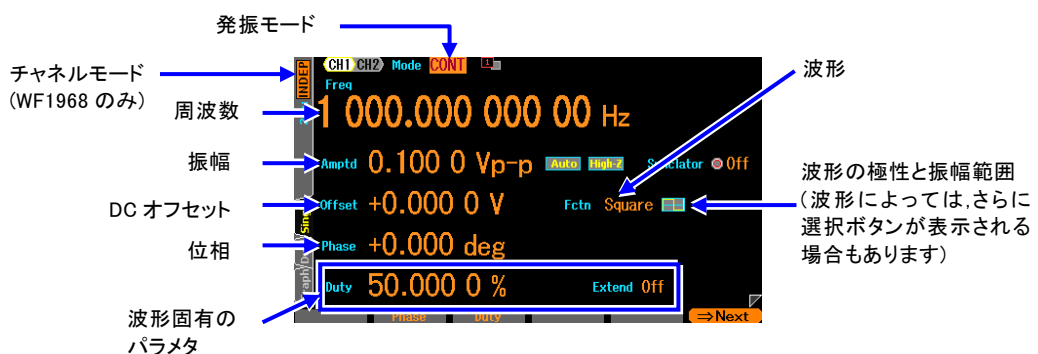 発振モード
チャネルモード
(WF1968 のみ)
周波数
振幅
DC オフセット
位相
波形固有の
パラメタ
INDEP
CH1 CH2 Mode CONT 1
Freq
1 000.000 000 00 Hz
Amptd 0.100 0 Vp-p Auto High-Z Off
Offset +0.000 0 V Fctn Square
Phase +0.000 deg
Duty 50.000 0 % Extend Off
Phase Duty ⇒Next
波形
波形の極性と振幅範囲
(波形によっては,さらに
選択ボタンが表示される
場合もあります)